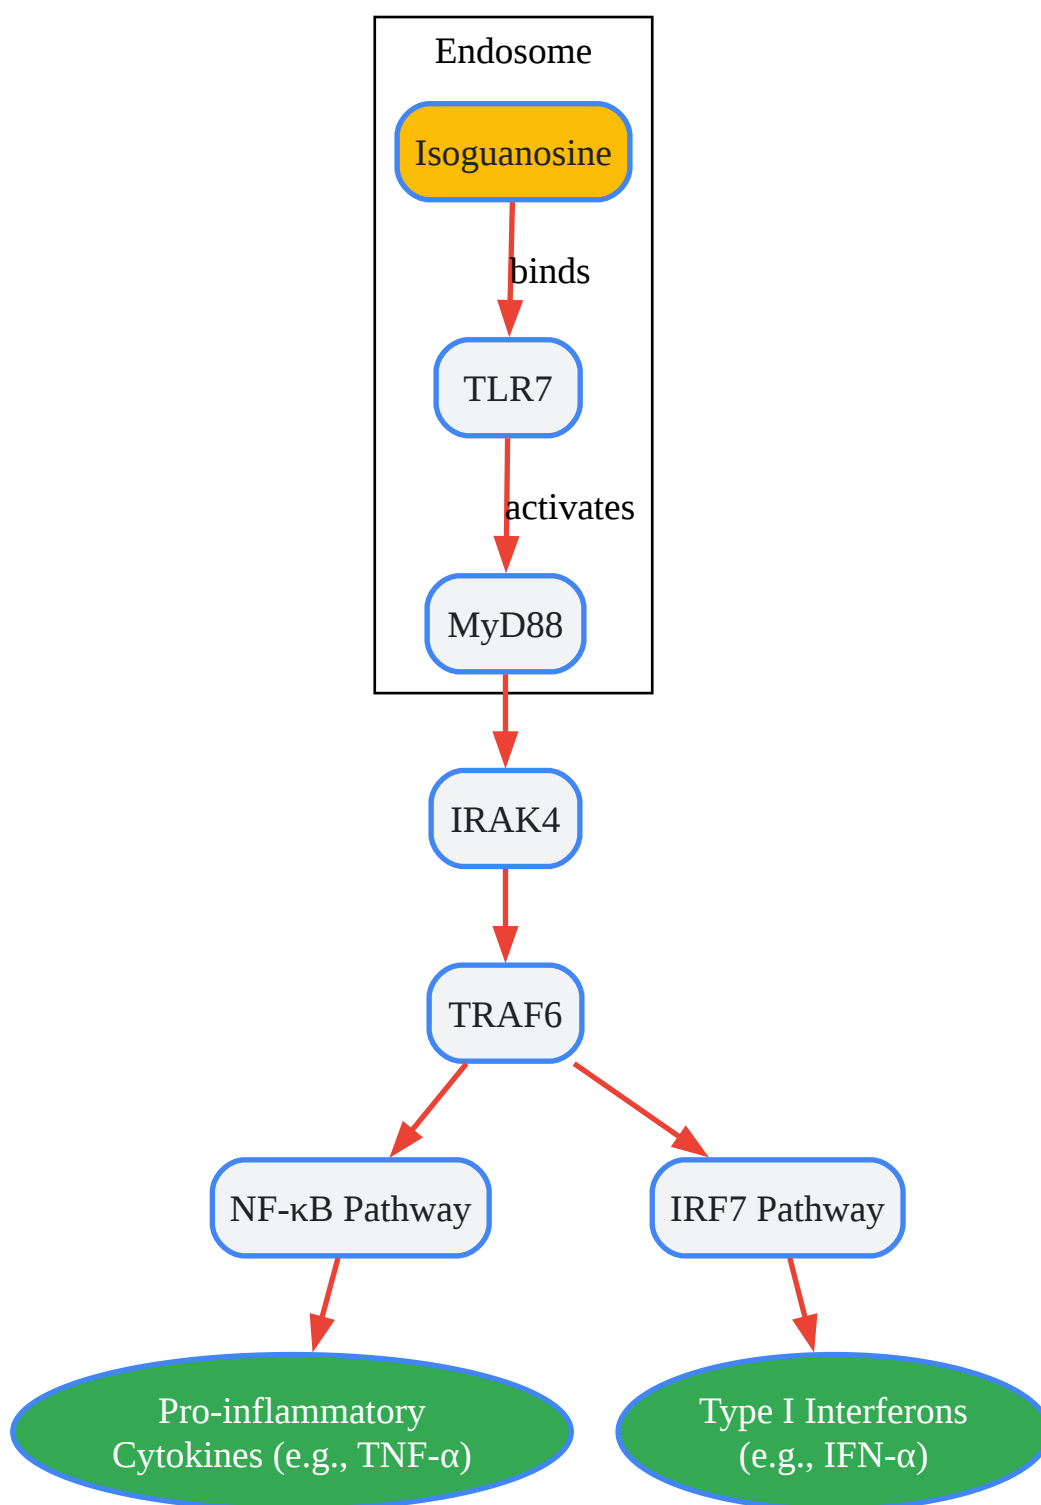 Endosome
Isoguanosine
binds
TLR7
activates
MyD88
IRAK4
TRAF6
NF-κB Pathway
IRF7 Pathway
Pro-inflammatory
Cytokines (e.g., TNF-α)
Type I Interferons
(e.g., IFN-α)